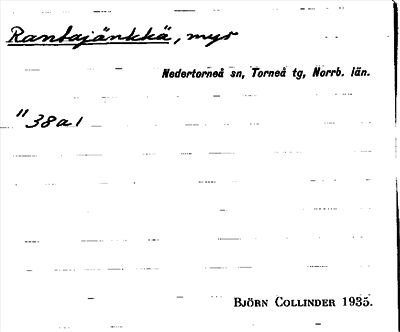 Rantajänkkä, myr
Nedertorneå sn, Torneå tg, Norrb. län.
"38a1
BJÖRN COLLINDER 1935.